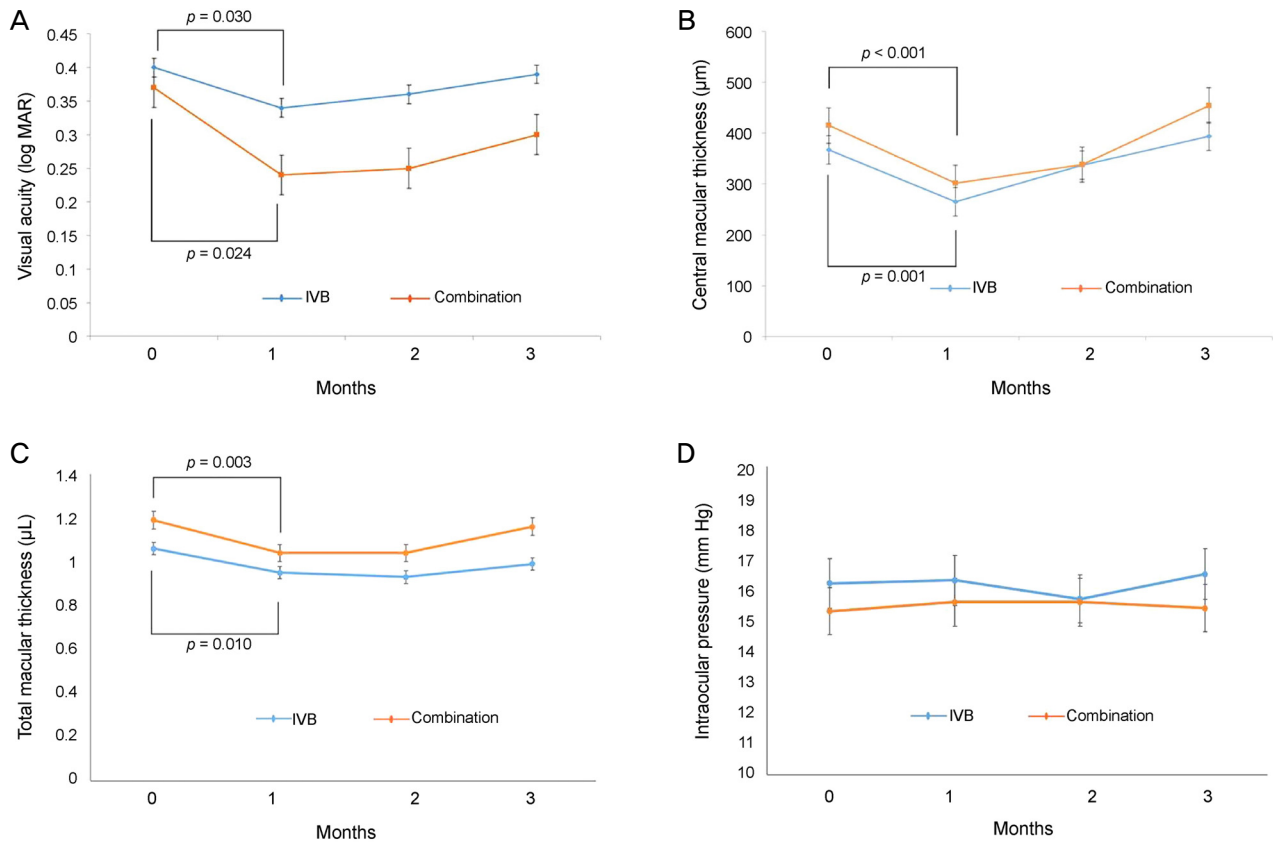 A
p = 0.030
Visual acuity (log MAR)
0.45
0.4
0.35
0.3
0.25
0.2
0.15
0.1
0.05
0
p = 0.024
IVB
Combination
0 1 2 3
Months
B
p < 0.001
Central macular thickness (µm)
600
500
400
300
200
100
0
p = 0.001
IVB
Combination
0 1 2 3
Months
C
p = 0.003
Total macular thickness (µL)
1.4
1.2
1
0.8
0.6
0.4
0.2
0
p = 0.010
IVB
Combination
0 1 2 3
Months
D
Intraocular pressure (mm Hg)
20
19
18
17
16
15
14
13
12
11
10
IVB
Combination
0 1 2 3
Months